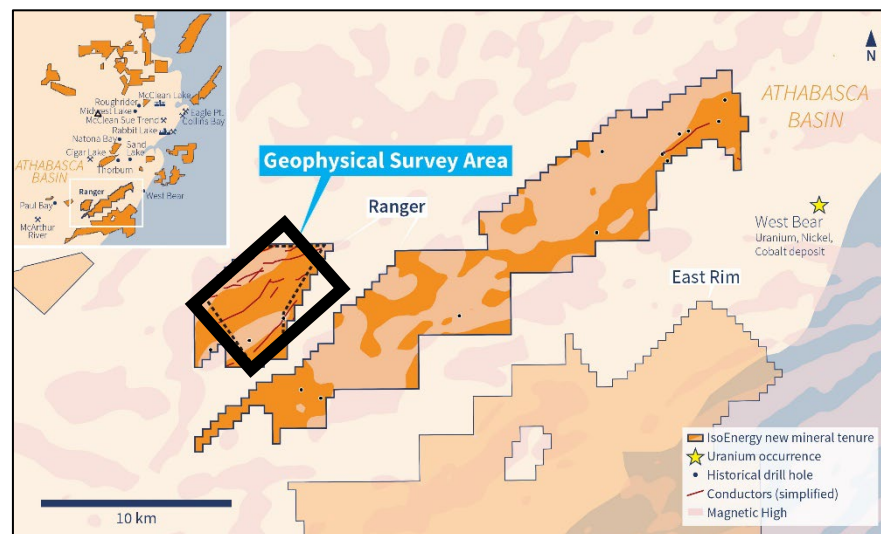 McClean Lake
Roughrider
Midwest Lake
McClean Sue Trend
Eagle Pt.
Collins Bay
Rabbit Lake
Natona Bay
Sand
Lake
Cigar Lake
Thorburn
ATHABASCA
BASIN
Ranger
West Bear
Paul Bay
McArthur
River
N
ATHABASCA
BASIN
Geophysical Survey Area
Ranger
West Bear
Uranium, Nickel,
Cobalt deposit
East Rim
IsoEnergy new mineral tenure
Uranium occurrence
Historical drill hole
Conductors (simplified)
Magnetic High
10 km